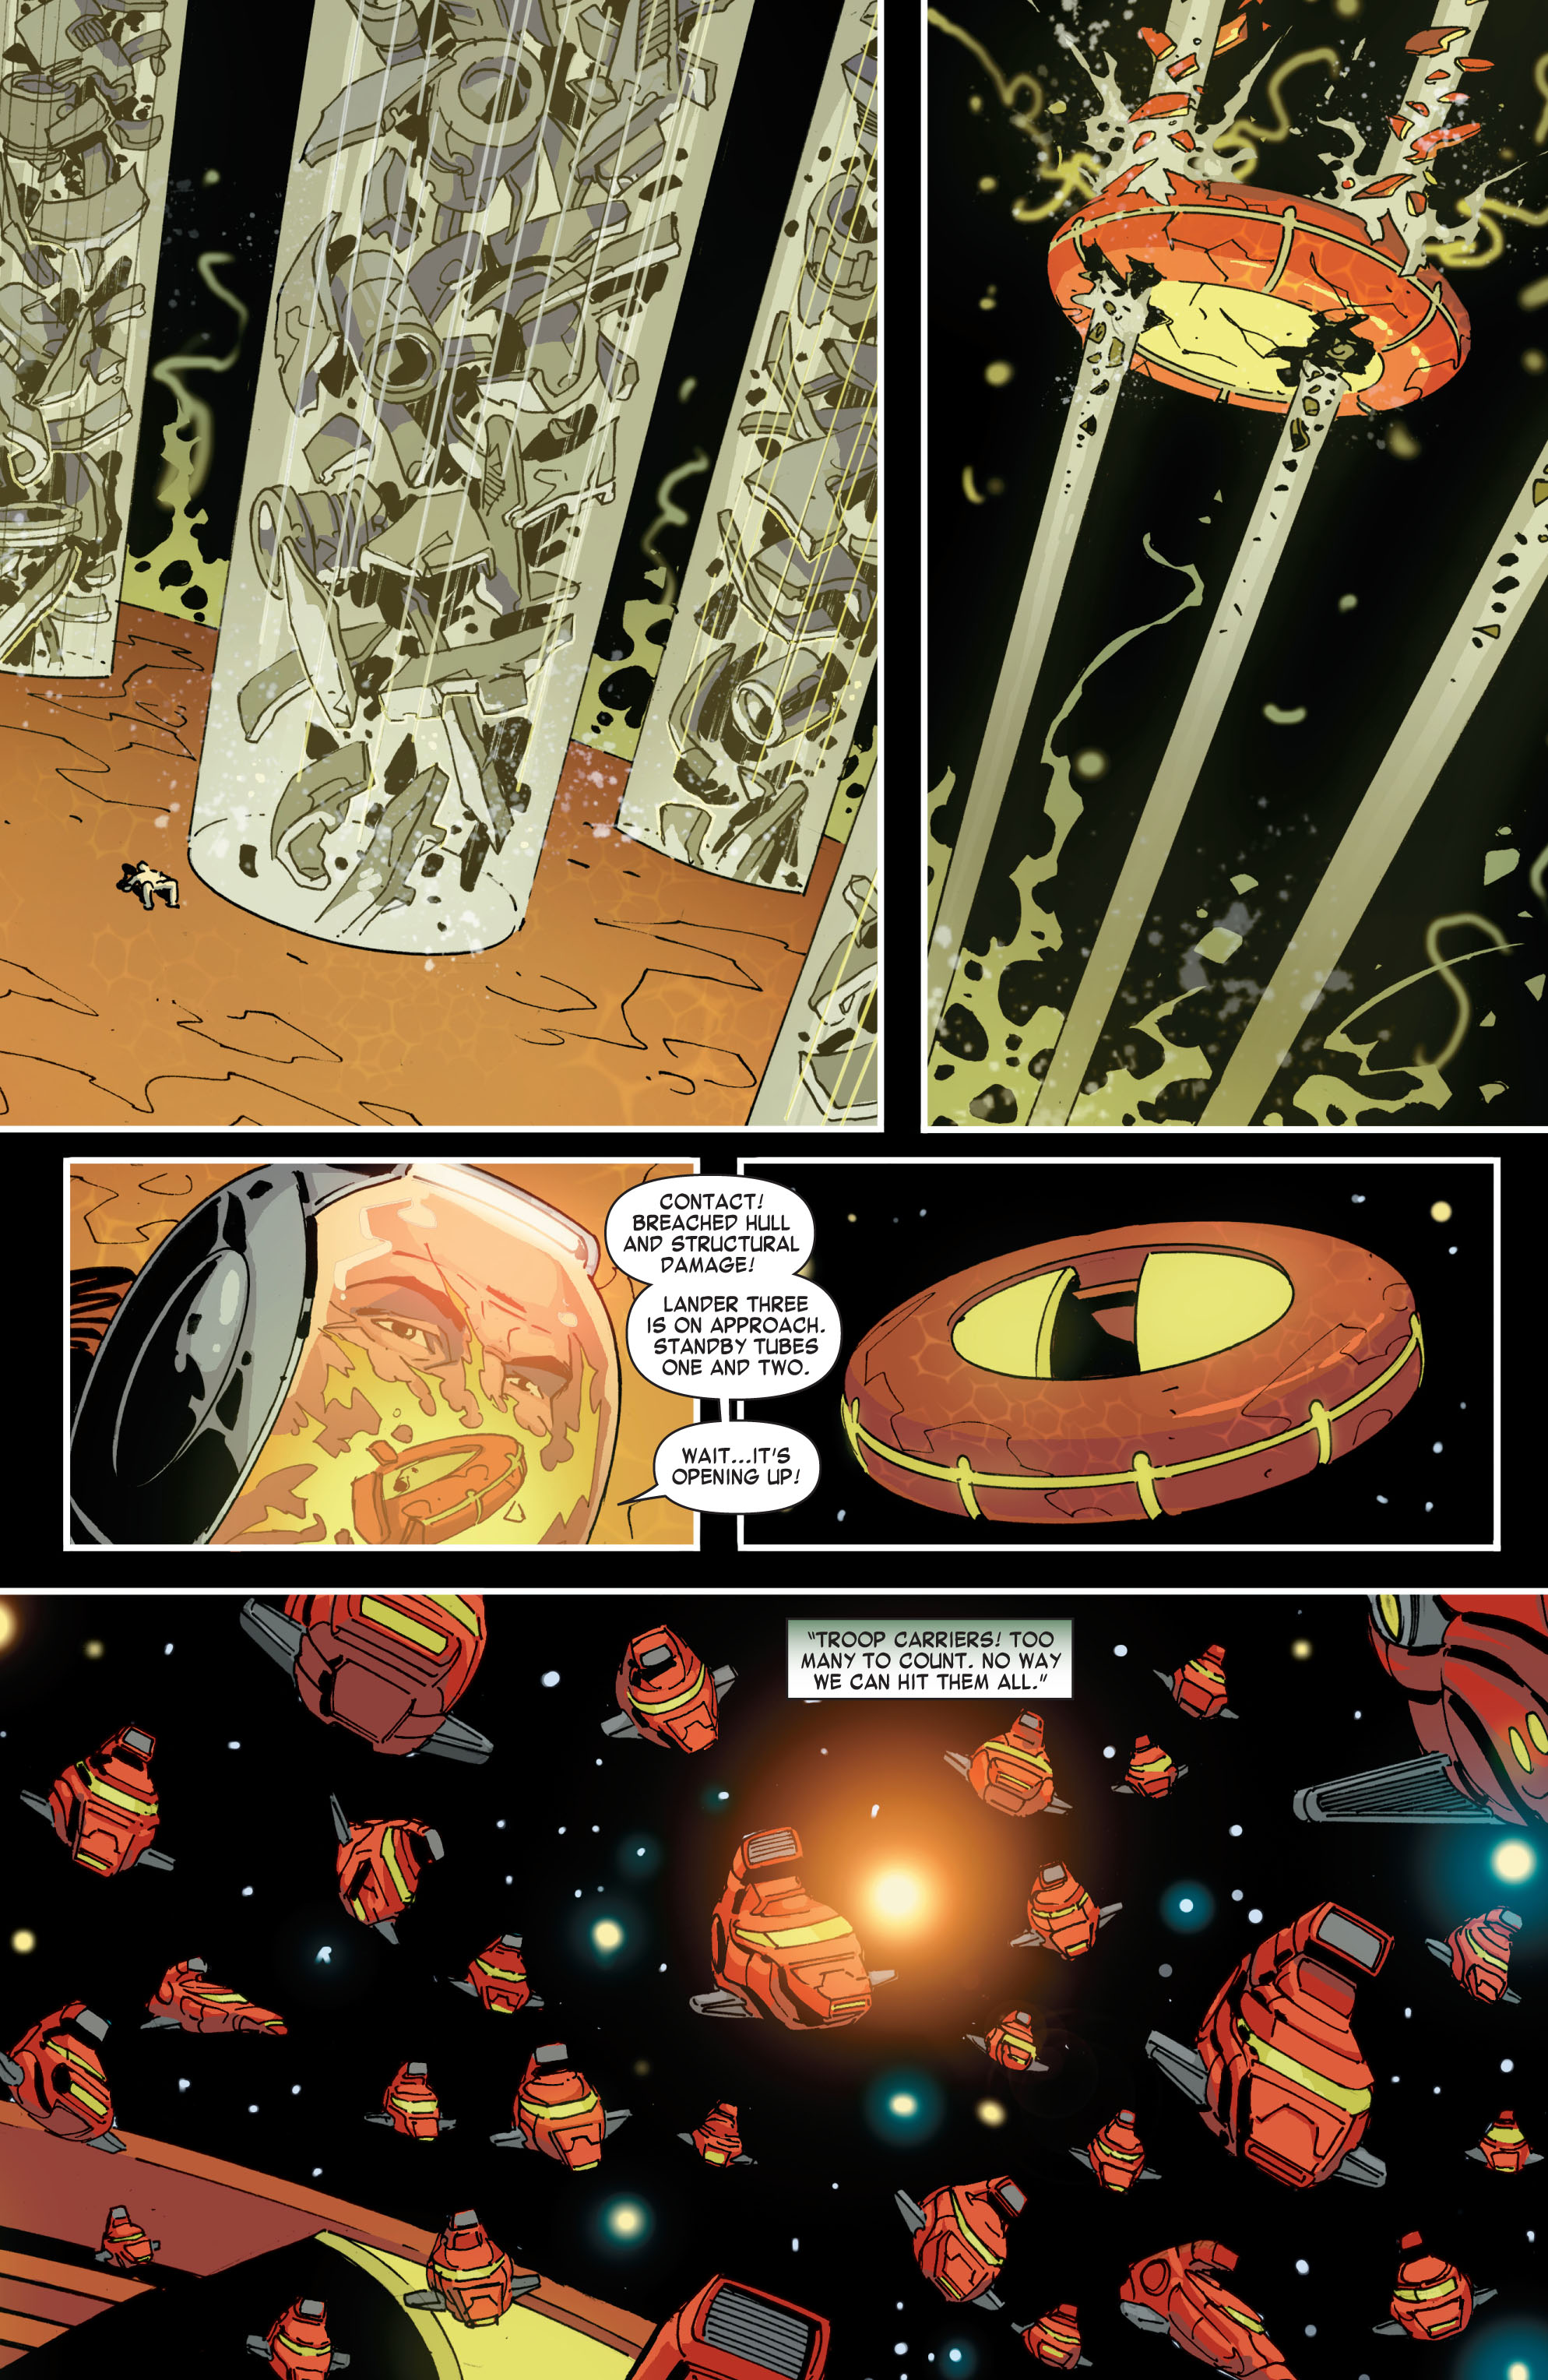 CONTACT!
BREACHED HULL
AND STRUCTURAL
DAMAGE!
LANDER THREE
IS ON APPROACH.
STANDBY TUBES
ONE AND TWO.
WAIT...IT'S
OPENING UP!
"TROOP CARRIERS! TOO
MANY TO COUNT. NO WAY
WE CAN HIT THEM ALL."